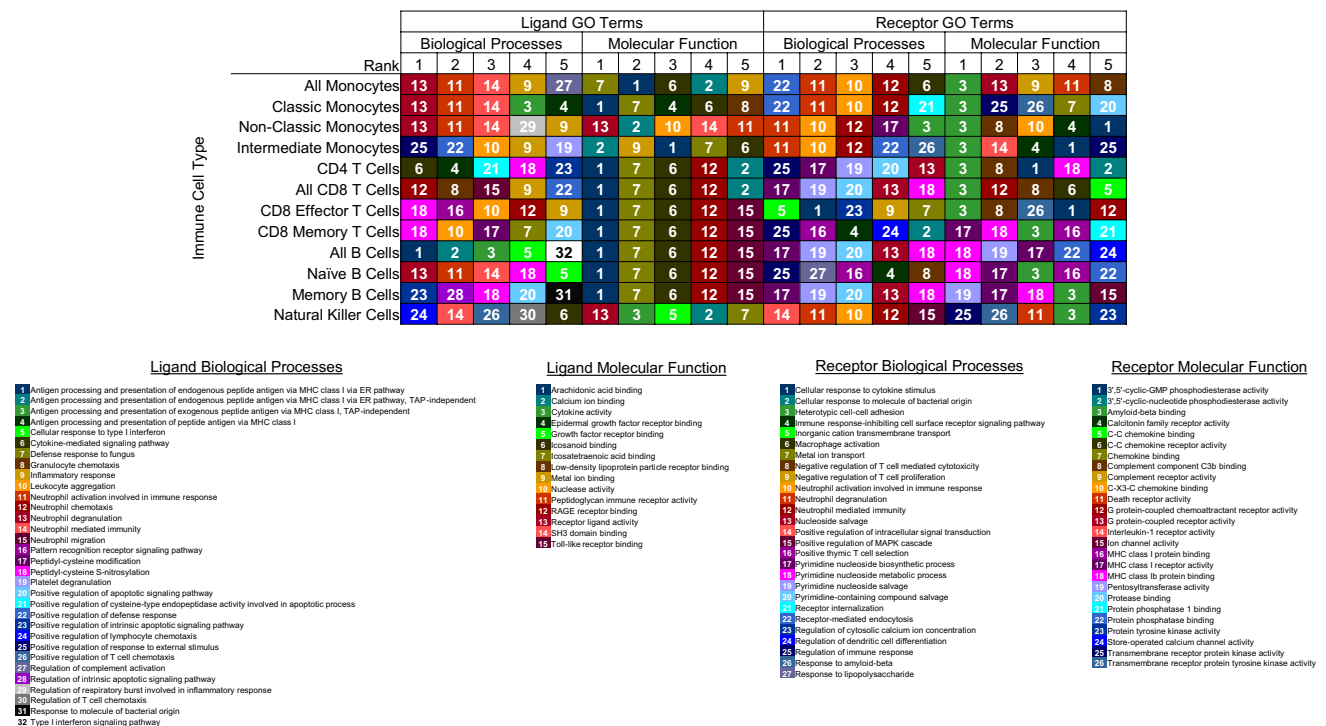 Ligand GO Terms Receptor GO Terms
Biological Processes Molecular Function Biological Processes Molecular Function
Rank 1 2 3 4 5 1 2 3 4 5 1 2 3 4 5 1 2 3 4 5
Immune Cell Type
All Monocytes 13 11 14 9 27 7 1 6 2 9 22 11 10 12 6 3 13 9 11 8
Classic Monocytes 13 11 14 3 4 1 7 4 6 8 22 11 10 12 21 3 25 26 7 20
Non-Classic Monocytes 13 11 14 29 9 13 2 10 14 11 11 10 12 17 3 3 8 10 4 1
Intermediate Monocytes 25 22 10 9 19 2 9 1 7 6 11 10 12 22 26 3 14 4 1 25
CD4 T Cells 6 4 21 18 23 1 7 6 12 2 25 17 19 20 13 3 8 1 18 2
All CD8 T Cells 12 8 15 9 22 1 7 6 12 2 17 19 20 13 18 3 12 8 6 5
CD8 Effector T Cells 18 16 10 12 9 1 7 6 12 15 5 1 23 9 7 3 8 26 1 12
CD8 Memory T Cells 18 10 17 7 20 1 7 6 12 15 25 16 4 24 2 17 18 3 16 21
All B Cells 1 2 3 5 32 1 7 6 12 15 17 19 20 13 18 18 19 17 22 24
Naïve B Cells 13 11 14 18 5 1 7 6 12 15 25 27 16 4 8 18 17 3 16 22
Memory B Cells 23 28 18 20 31 1 7 6 12 15 17 19 20 13 18 19 17 18 3 15
Natural Killer Cells 24 14 26 30 6 13 3 5 2 7 14 11 10 12 15 25 26 11 3 23
Ligand Biological Processes
1 Antigen processing and presentation of endogenous peptide antigen via MHC class I via ER pathway
2 Antigen processing and presentation of endogenous peptide antigen via MHC class I via ER pathway, TAP-independent
3 Antigen processing and presentation of exogenous peptide antigen via MHC class I, TAP-independent
4 Antigen processing and presentation of peptide antigen via MHC class I
5 Cellular response to type I interferon
6 Cytokine-mediated signaling pathway
7 Defense response to fungus
8 Granulocyte chemotaxis
9 Inflammatory response
10 Leukocyte aggregation
11 Neutrophil activation involved in immune response
12 Neutrophil chemotaxis
13 Neutrophil degranulation
14 Neutrophil mediated immunity
15 Neutrophil migration
16 Pattern recognition receptor signaling pathway
17 Peptidyl-cysteine modification
18 Peptidyl-cysteine S-nitrosylation
19 Platelet degranulation
20 Positive regulation of apoptotic signaling pathway
21 Positive regulation of cysteine-type endopeptidase activity involved in apoptotic process
22 Positive regulation of defense response
23 Positive regulation of intrinsic apoptotic signaling pathway
24 Positive regulation of lymphocyte chemotaxis
25 Positive regulation of response to external stimulus
26 Positive regulation of T cell chemotaxis
27 Regulation of complement activation
28 Regulation of intrinsic apoptotic signaling pathway
29 Regulation of respiratory burst involved in inflammatory response
30 Regulation of T cell chemotaxis
31 Response to molecule of bacterial origin
32 Type I interferon signaling pathway
Ligand Molecular Function
1 Arachidonic acid binding
2 Calcium ion binding
3 Cytokine activity
4 Epidermal growth factor receptor binding
5 Growth factor receptor binding
6 Icosanoid binding
7 Icosatetraenoic acid binding
8 Low-density lipoprotein particle receptor binding
9 Metal ion binding
10 Nuclease activity
11 Peptidoglycan immune receptor activity
12 RAGE receptor binding
13 Receptor ligand activity
14 SH3 domain binding
15 Toll-like receptor binding
Receptor Biological Processes
1 Cellular response to cytokine stimulus
2 Cellular response to molecule of bacterial origin
3 Heterotypic cell-cell adhesion
4 Immune response-inhibiting cell surface receptor signaling pathway
5 Inorganic cation transmembrane transport
6 Macrophage activation
7 Metal ion transport
8 Negative regulation of T cell mediated cytotoxicity
9 Negative regulation of T cell proliferation
10 Neutrophil activation involved in immune response
11 Neutrophil degranulation
12 Neutrophil mediated immunity
13 Nucleoside salvage
14 Positive regulation of intracellular signal transduction
15 Positive regulation of MAPK cascade
16 Positive thymic T cell selection
17 Pyrimidine nucleoside biosynthetic process
18 Pyrimidine nucleoside metabolic process
19 Pyrimidine nucleoside salvage
20 Pyrimidine-containing compound salvage
21 Receptor internalization
22 Receptor-mediated endocytosis
23 Regulation of cytosolic calcium ion concentration
24 Regulation of dendritic cell differentiation
25 Regulation of immune response
26 Response to amyloid-beta
27 Response to lipopolysaccharide
Receptor Molecular Function
1 3',5'-cyclic-GMP phosphodiesterase activity
2 3',5'-cyclic-nucleotide phosphodiesterase activity
3 Amyloid-beta binding
4 Calcitonin family receptor activity
5 C-C chemokine binding
6 C-C chemokine receptor activity
7 Chemokine binding
8 Complement component C3b binding
9 Complement receptor activity
10 C-X3-C chemokine binding
11 Death receptor activity
12 G protein-coupled chemoattractant receptor activity
13 G protein-coupled receptor activity
14 Interleukin-1 receptor activity
15 Ion channel activity
16 MHC class I protein binding
17 MHC class I receptor activity
18 MHC class Ib protein binding
19 Pentosyltransferase activity
20 Protease binding
21 Protein phosphatase 1 binding
22 Protein phosphatase binding
23 Protein tyrosine kinase activity
24 Store-operated calcium channel activity
25 Transmembrane receptor protein kinase activity
26 Transmembrane receptor protein tyrosine kinase activity